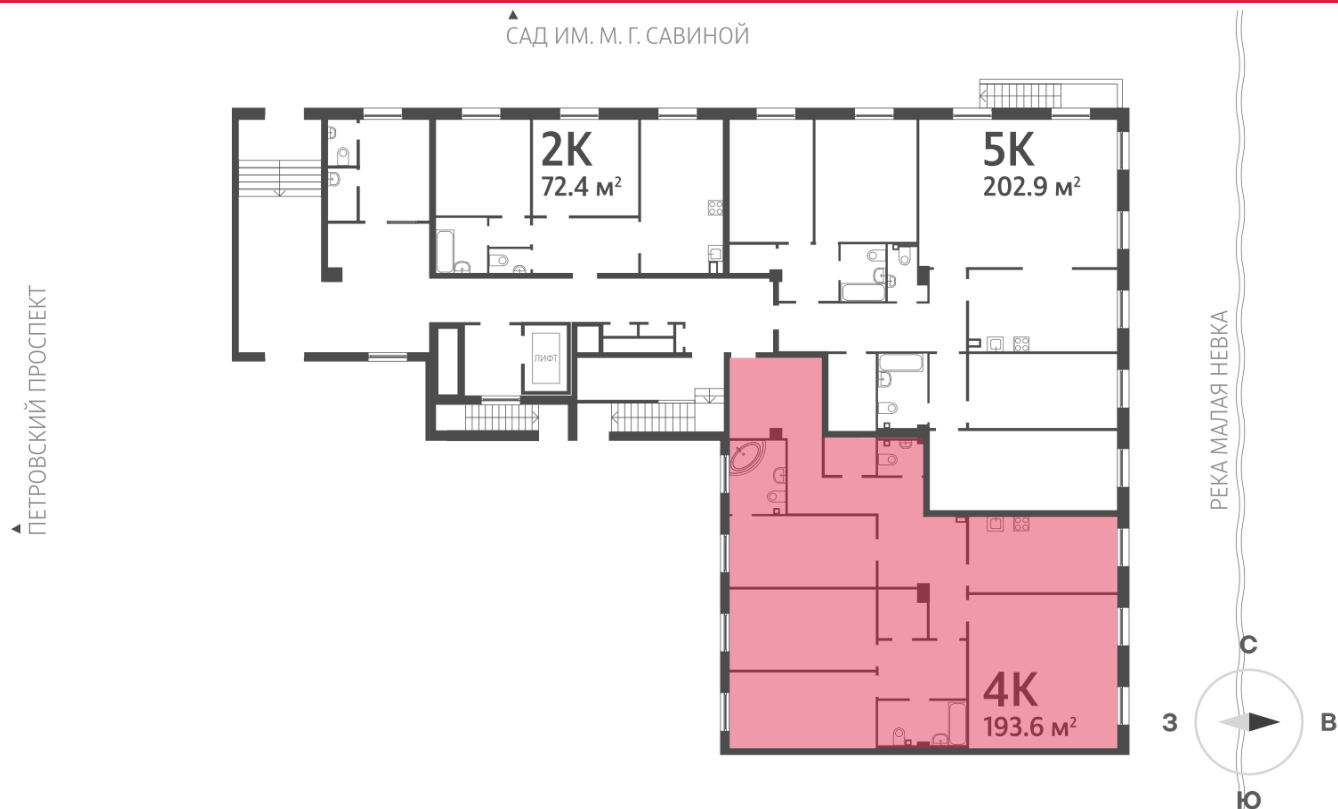 САД ИМ. М. Г. САВИНОЙ
2К
72.4 м²
5К
202.9 м²
ПЕТРОВСКИЙ ПРОСПЕКТ
ЛИФТ
РЕКА МАЛАЯ НЕВКА
4К
193.6 м²
С
З
В
Ю